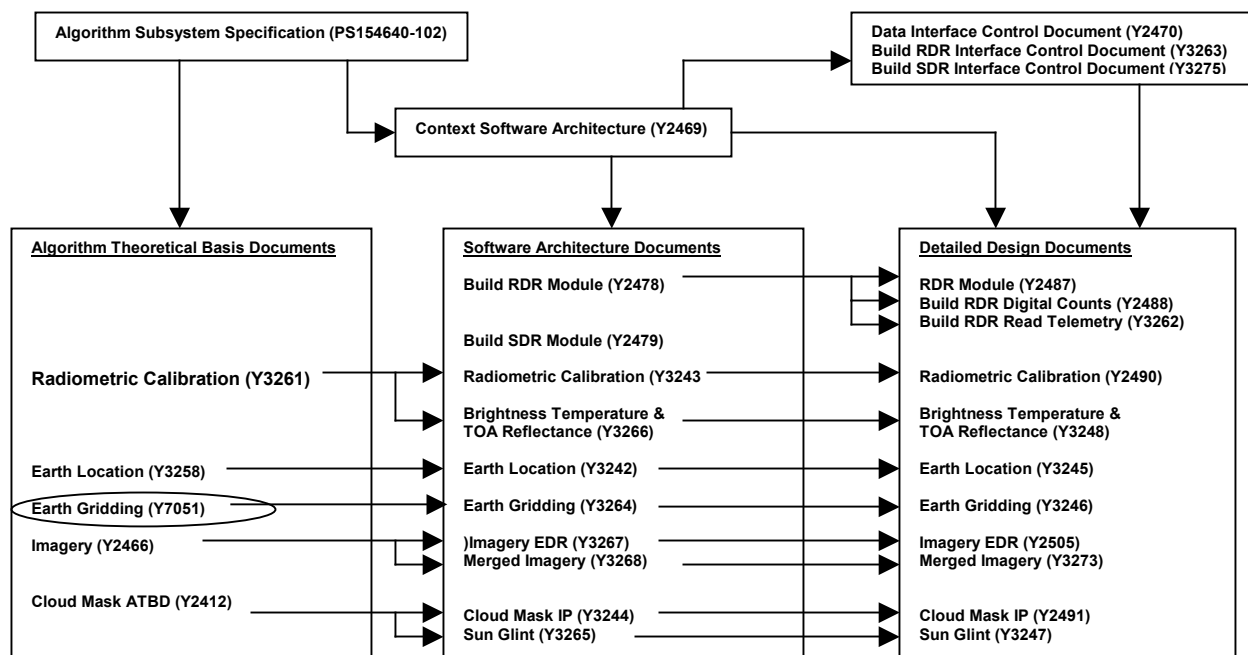 Algorithm Subsystem Specification (PS154640-102)
Data Interface Control Document (Y2470)
Build RDR Interface Control Document (Y3263)
Build SDR Interface Control Document (Y3275)
Context Software Architecture (Y2469)
Algorithm Theoretical Basis Documents
Radiometric Calibration (Y3261)
Earth Location (Y3258)
Earth Gridding (Y7051)
Imagery (Y2466)
Cloud Mask ATBD (Y2412)
Software Architecture Documents
Build RDR Module (Y2478)
Build SDR Module (Y2479)
Radiometric Calibration (Y3243
Brightness Temperature &
TOA Reflectance (Y3266)
Earth Location (Y3242)
Earth Gridding (Y3264)
)Imagery EDR (Y3267)
Merged Imagery (Y3268)
Cloud Mask IP (Y3244)
Sun Glint (Y3265)
Detailed Design Documents
RDR Module (Y2487)
Build RDR Digital Counts (Y2488)
Build RDR Read Telemetry (Y3262)
Radiometric Calibration (Y2490)
Brightness Temperature &
TOA Reflectance (Y3248)
Earth Location (Y3245)
Earth Gridding (Y3246)
Imagery EDR (Y2505)
Merged Imagery (Y3273)
Cloud Mask IP (Y2491)
Sun Glint (Y3247)